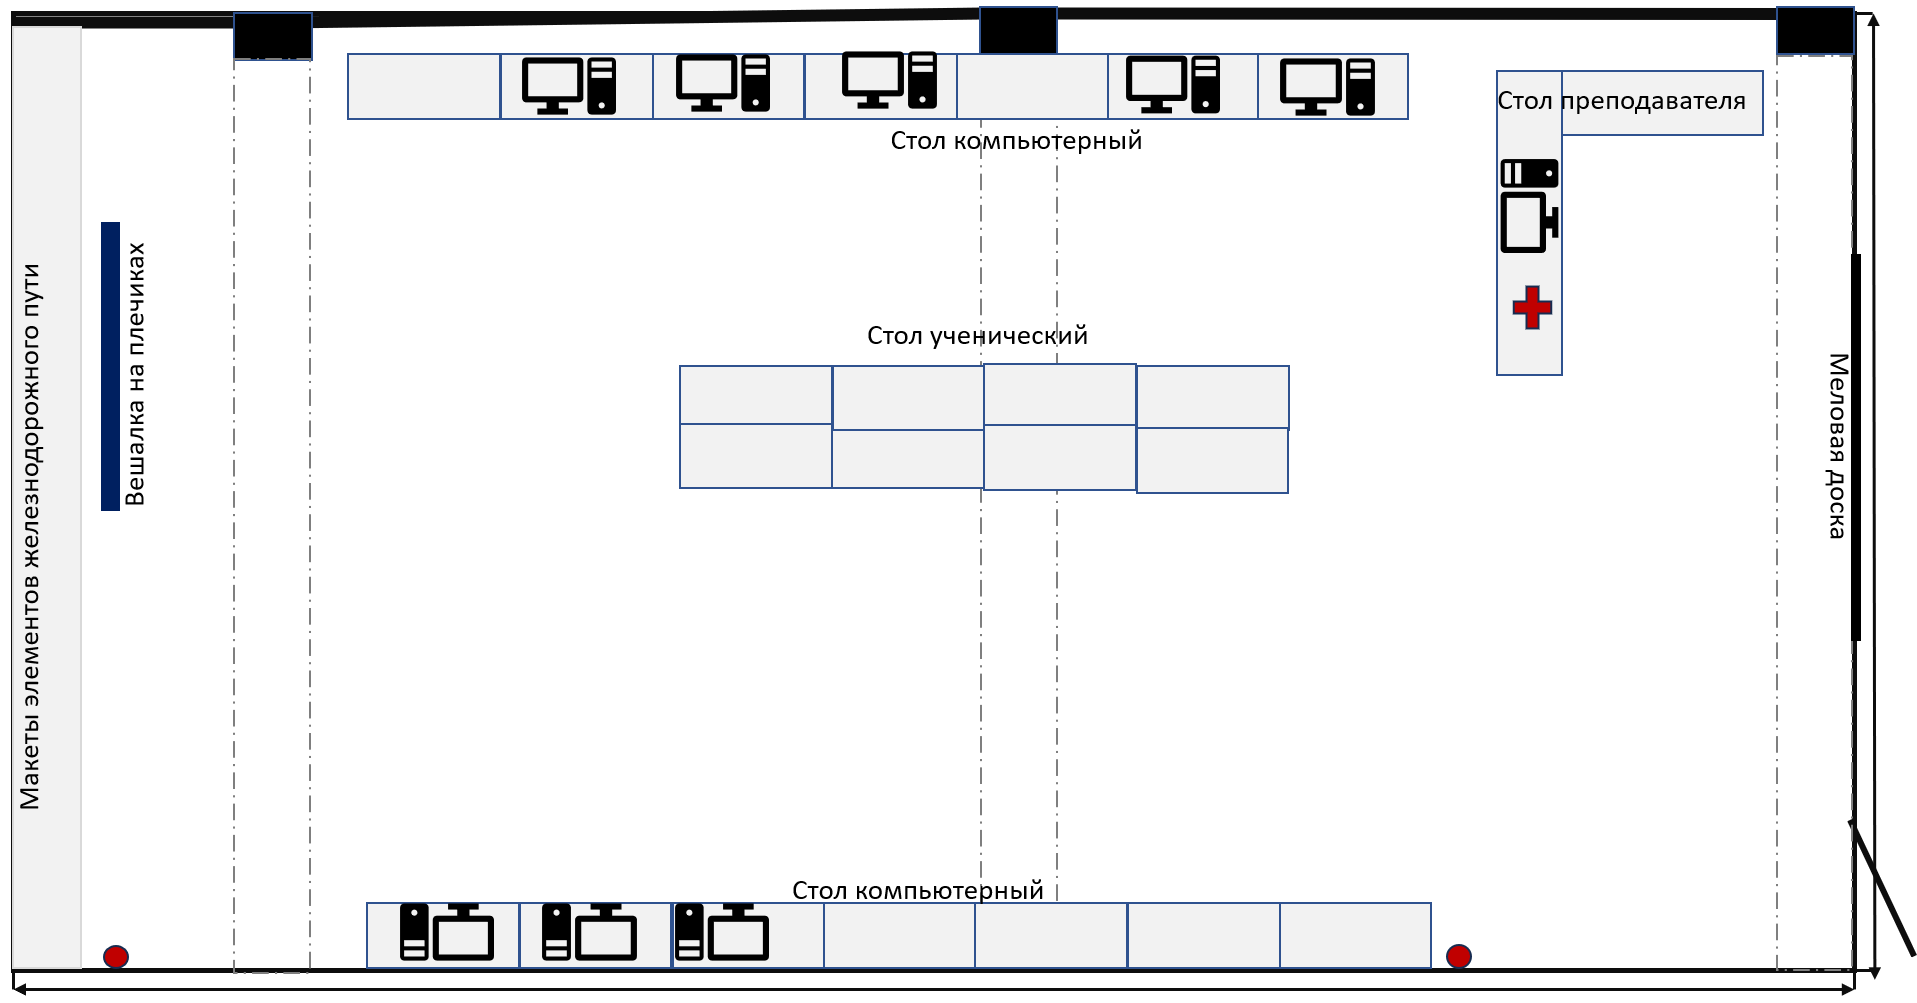 Стол преподавателя
Стол компьютерный
Макеты элементов железнодорожного пути
Вешалка на плечиках
Стол ученический
Меловая доска
Стол компьютерный